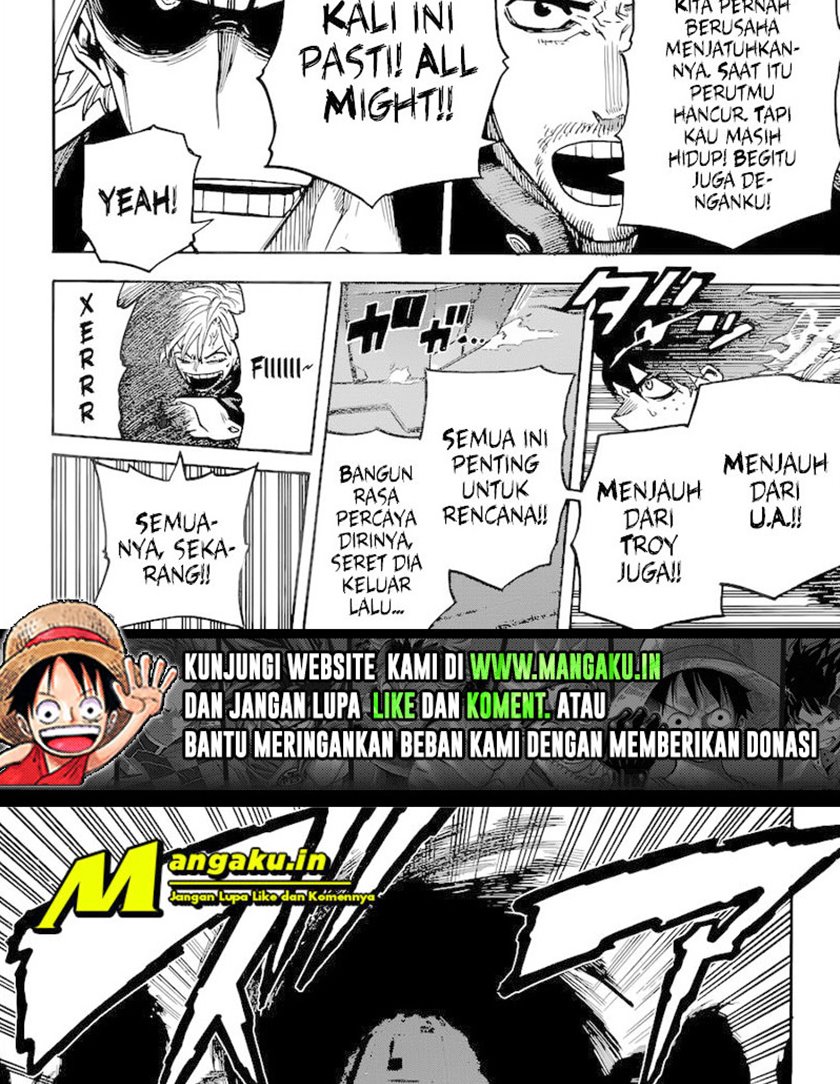 KITA PERNAH
BERUSAHA
MENJATUHKAN-
NYA. SAAT ITU
PERUTMU
HANCUR. TAPI
KAU MASIH
HIDUP! BEGITU
JUGA DE-
NGANKU!
KALI INI
PASTI! ALL
MIGHT!!
YEAH!
MENJAUH
DARI
U.A.!!
MENJAUH
DARI
TROY
JUGA!!
SEMUA INI
PENTING
UNTUK
RENCANA!!
BANGUN
RASA
PERCAYA
DIRINYA,
SERET DIA
KELUAR
LALU...
FIIIIII~
XERRR
SEMUA-
NYA, SEKA-
RANG!!
KUNJUNGI WEBSITE KAMI DI WWW.MANGAKU.IN
DAN JANGAN LUPA LIKE DAN KOMENT. ATAU
BANTU MERINGANKAN BEBAN KAMI DENGAN MEMBERIKAN DONASI
Mangaku.in
Jangan Lupa Like dan Komennya